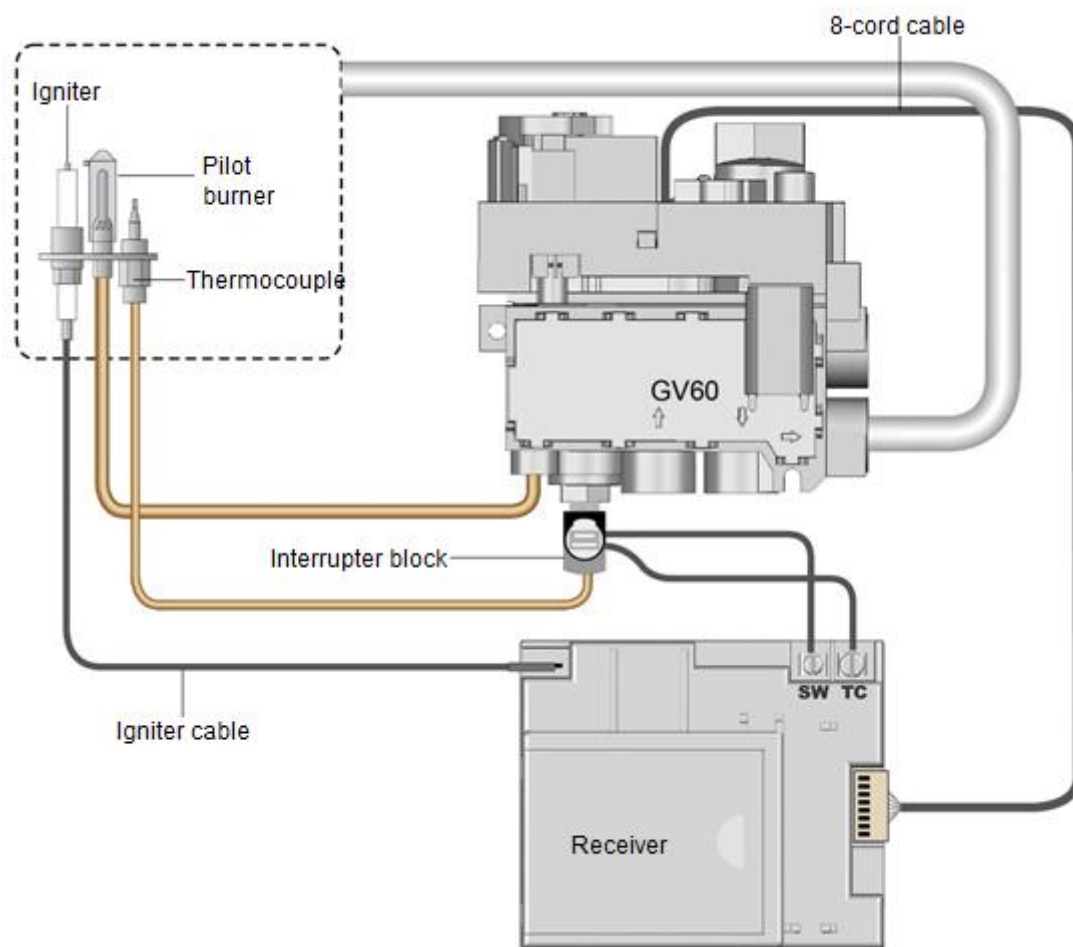 8-cord cable
Igniter
Pilot
burner
Thermocouple
GV60
Interrupter block
SW TC
Igniter cable
Receiver